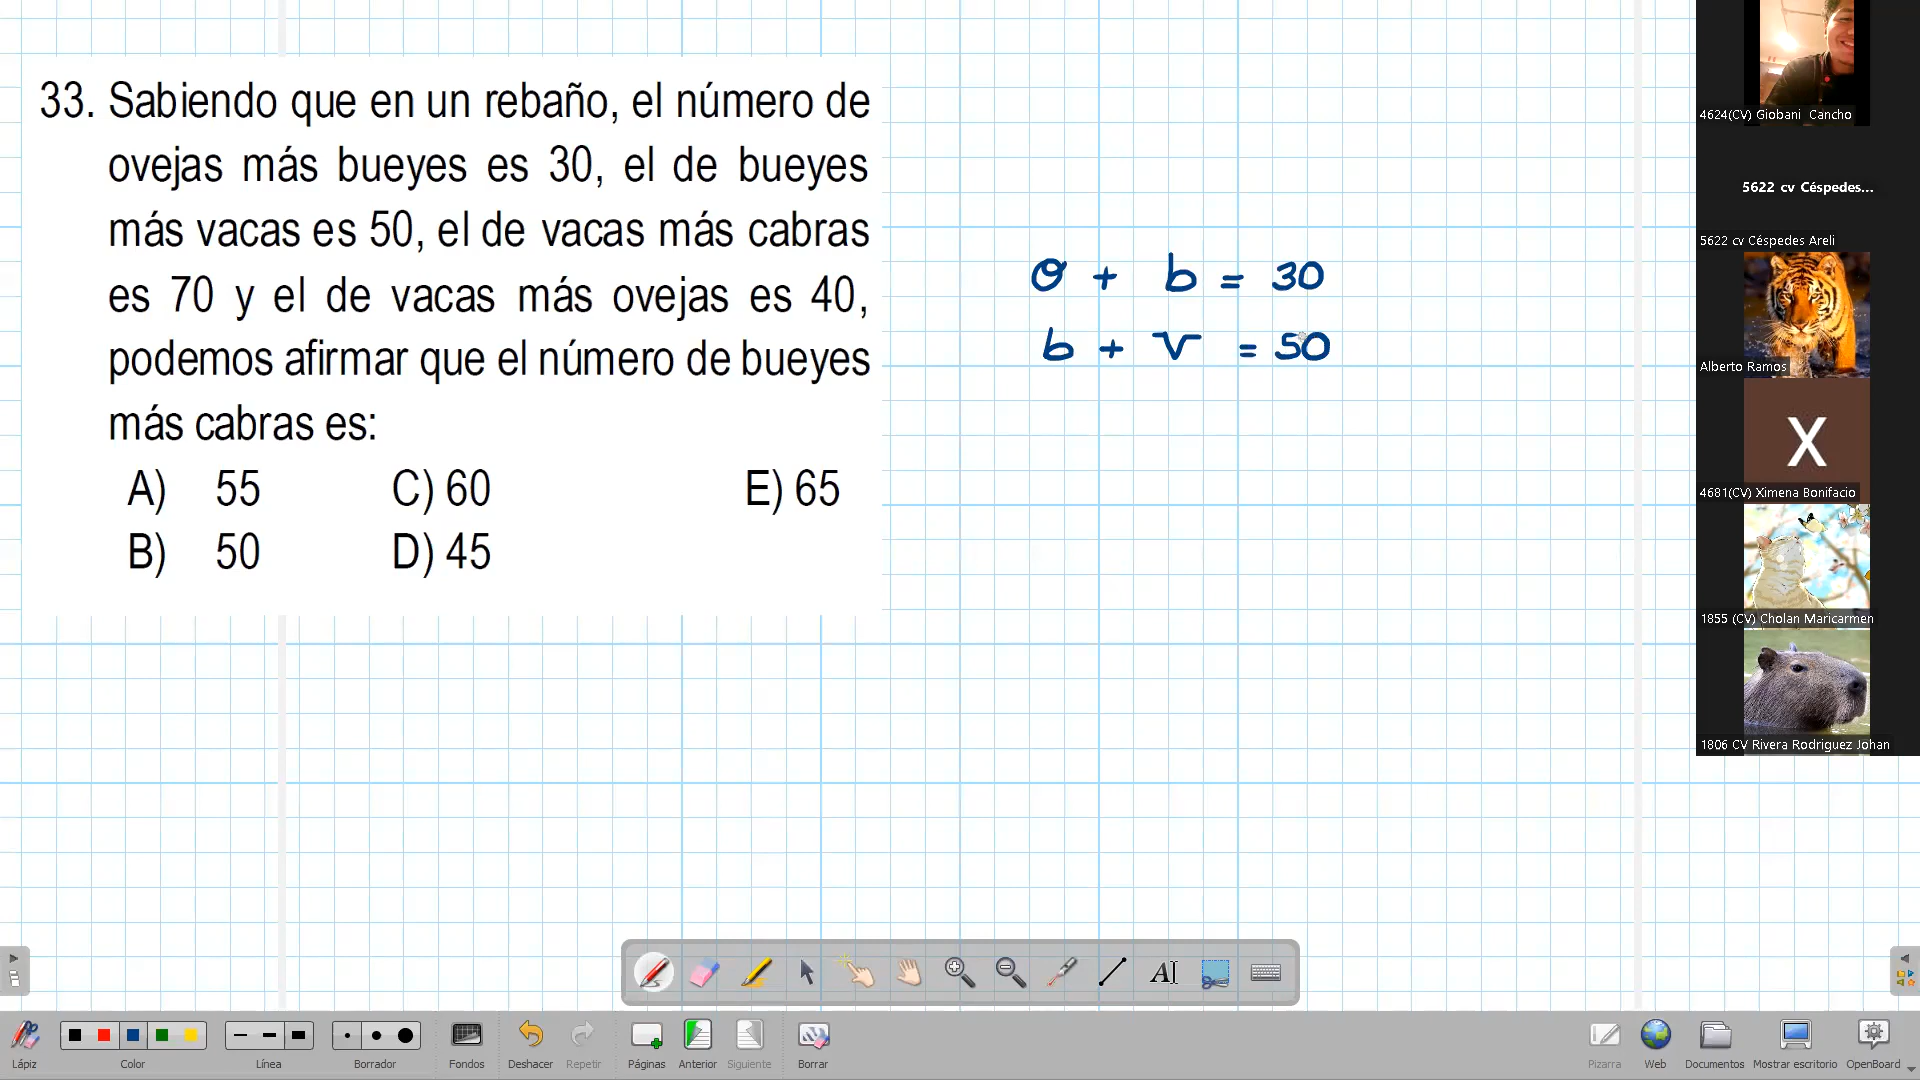 33. Sabiendo que en un rebaño, el número de
ovejas más bueyes es 30, el de bueyes
más vacas es 50, el de vacas más cabras
es 70 y el de vacas más ovejas es 40,
podemos afirmar que el número de bueyes
más cabras es:
A) 55 C) 60 E) 65
B) 50 D) 45
o + b = 30
b + v = 50
4624(CV) Giobani Cancho
5622 cv Céspedes...
5622 cv Céspedes Areli
Alberto Ramos
X
4681(CV) Ximena Bonifacio
1855 (CV) Cholan Maricarmen
1806 CV Rivera Rodriguez Johan
A
Lápiz Color Línea Borrador Fondos Deshacer Repetir Páginas Anterior Siguiente Borrar Pizarra Web Documentos Mostrar escritorio OpenBoard